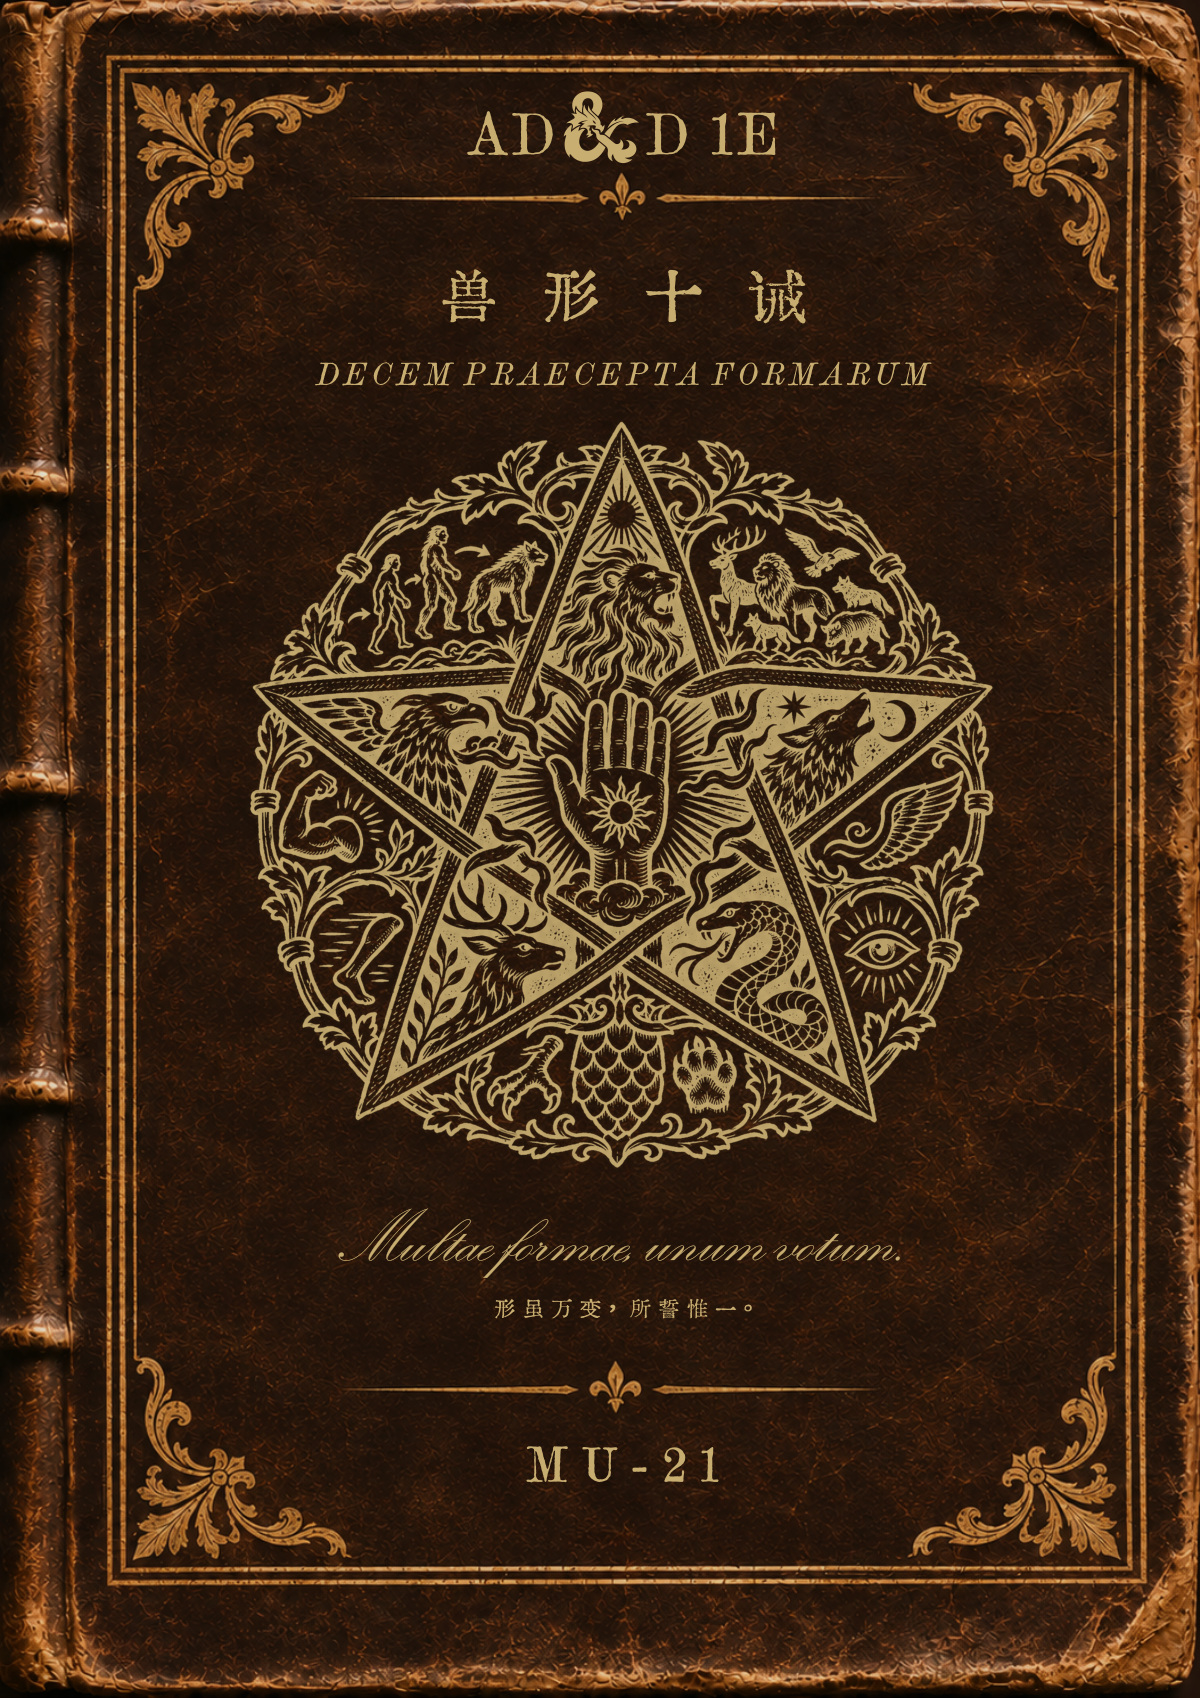 AD&D 1E
兽形十诫
DECEM PRAECEPTA FORMARUM
Multae formae, unum votum.
形虽万变，所誓惟一。
MU-21